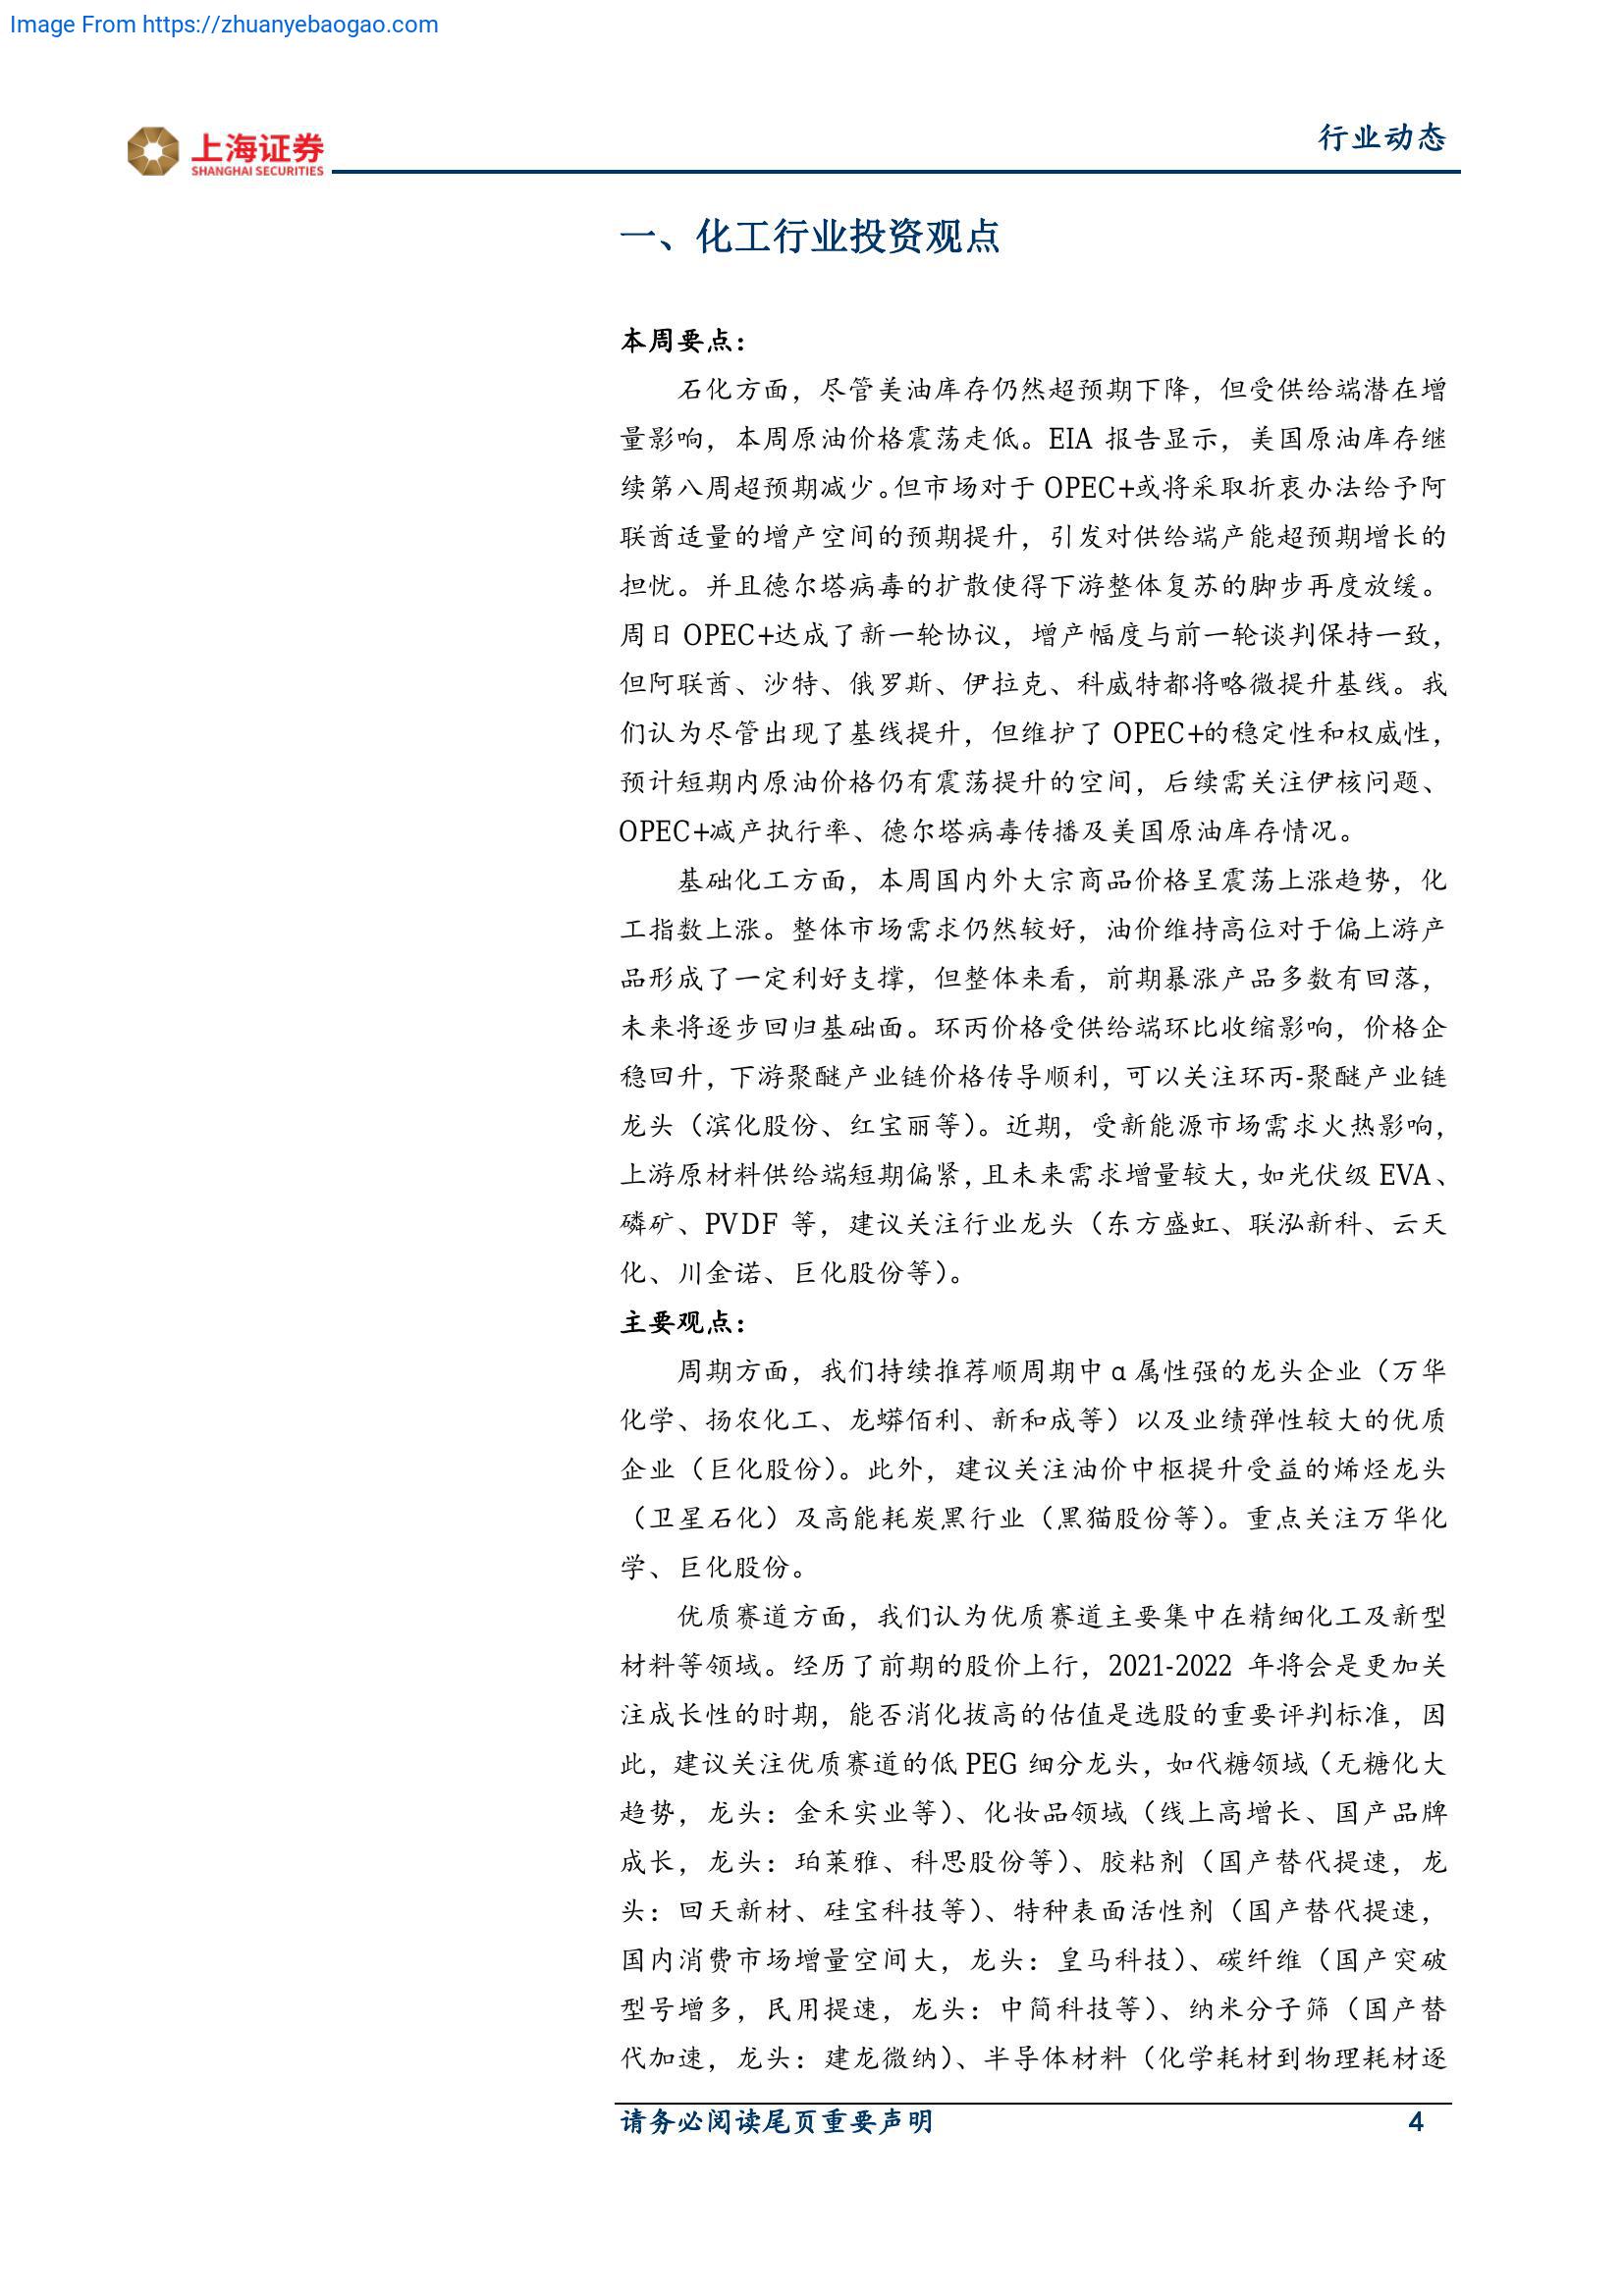 Image From https://zhuanyebaogao.com
上海证券
SHANGHAI SECURITIES
行业动态
一、化工行业投资观点
本周要点：
石化方面，尽管美油库存仍然超预期下降，但受供给端潜在增
量影响，本周原油价格震荡走低。EIA 报告显示，美国原油库存继
续第八周超预期减少。但市场对于 OPEC+或将采取折衷办法给予阿
联酋适量的增产空间的预期提升，引发对供给端产能超预期增长的
担忧。并且德尔塔病毒的扩散使得下游整体复苏的脚步再度放缓。
周日 OPEC+达成了新一轮协议，增产幅度与前一轮谈判保持一致，
但阿联酋、沙特、俄罗斯、伊拉克、科威特都将略微提升基线。我
们认为尽管出现了基线提升，但维护了 OPEC+的稳定性和权威性，
预计短期内原油价格仍有震荡提升的空间，后续需关注伊核问题、
OPEC+减产执行率、德尔塔病毒传播及美国原油库存情况。
基础化工方面，本周国内外大宗商品价格呈震荡上涨趋势，化
工指数上涨。整体市场需求仍然较好，油价维持高位对于偏上游产
品形成了一定利好支撑，但整体来看，前期暴涨产品多数有回落，
未来将逐步回归基础面。环丙价格受供给端环比收缩影响，价格企
稳回升，下游聚醚产业链价格传导顺利，可以关注环丙-聚醚产业链
龙头（滨化股份、红宝丽等）。近期，受新能源市场需求火热影响，
上游原材料供给端短期偏紧，且未来需求增量较大，如光伏级 EVA、
磷矿、PVDF 等，建议关注行业龙头（东方盛虹、联泓新科、云天
化、川金诺、巨化股份等）。
主要观点：
周期方面，我们持续推荐顺周期中 α 属性强的龙头企业（万华
化学、扬农化工、龙蟒佰利、新和成等）以及业绩弹性较大的优质
企业（巨化股份）。此外，建议关注油价中枢提升受益的烯烃龙头
（卫星石化）及高能耗炭黑行业（黑猫股份等）。重点关注万华化
学、巨化股份。
优质赛道方面，我们认为优质赛道主要集中在精细化工及新型
材料等领域。经历了前期的股价上行，2021-2022 年将会是更加关
注成长性的时期，能否消化拔高的估值是选股的重要评判标准，因
此，建议关注优质赛道的低 PEG 细分龙头，如代糖领域（无糖化大
趋势，龙头：金禾实业等）、化妆品领域（线上高增长、国产品牌
成长，龙头：珀莱雅、科思股份等）、胶粘剂（国产替代提速，龙
头：回天新材、硅宝科技等）、特种表面活性剂（国产替代提速，
国内消费市场增量空间大，龙头：皇马科技）、碳纤维（国产突破
型号增多，民用提速，龙头：中简科技等）、纳米分子筛（国产替
代加速，龙头：建龙微纳）、半导体材料（化学耗材到物理耗材逐
请务必阅读尾页重要声明
4